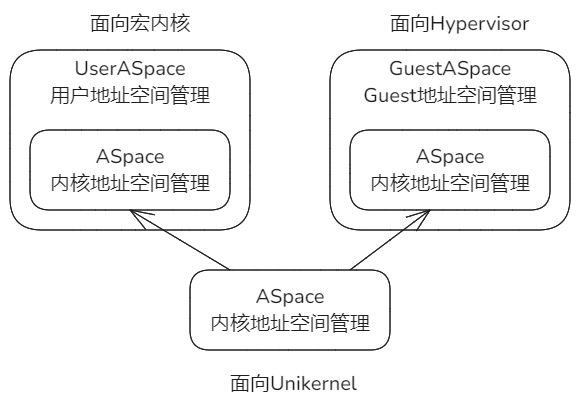 面向宏内核
面向Hypervisor
UserASpace
用户地址空间管理
ASpace
内核地址空间管理
GuestASpace
Guest地址空间管理
ASpace
内核地址空间管理
ASpace
内核地址空间管理
面向Unikernel